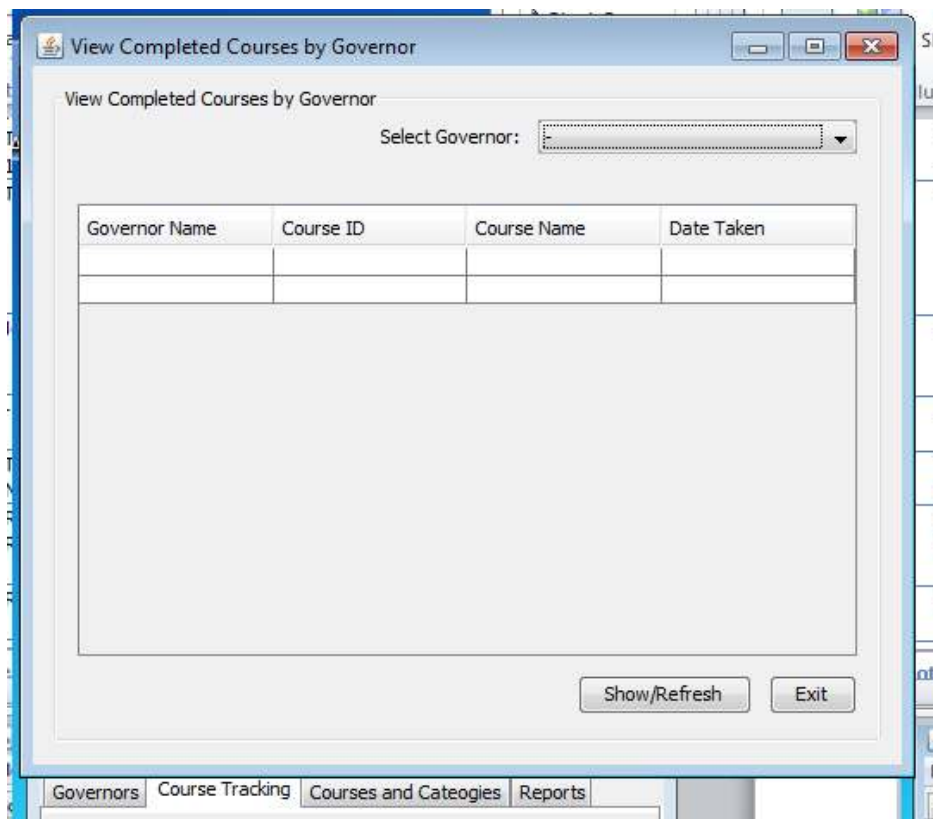 View Completed Courses by Governor
View Completed Courses by Governor
Select Governor: -
Governor Name Course ID Course Name Date Taken
Show/Refresh Exit
Governors Course Tracking Courses and Cateogies Reports